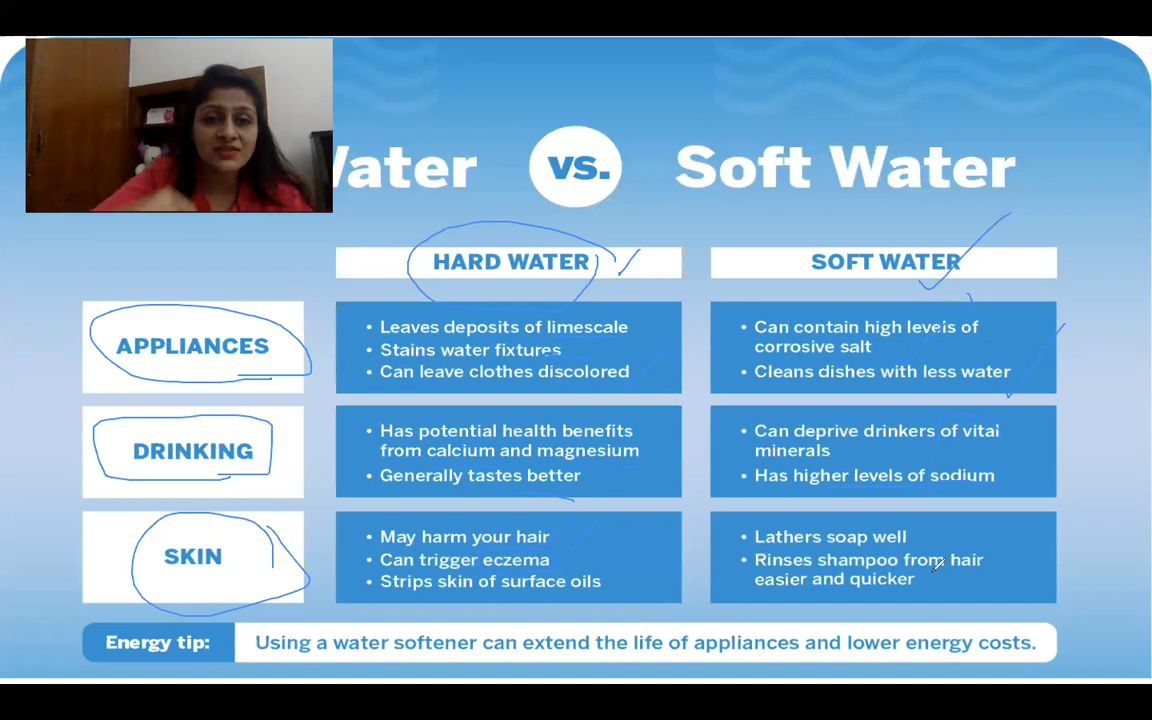 Water vs. Soft Water
HARD WATER
SOFT WATER
APPLIANCES
• Leaves deposits of limescale
• Stains water fixtures
• Can leave clothes discolored
• Can contain high levels of
corrosive salt
• Cleans dishes with less water
DRINKING
• Has potential health benefits
from calcium and magnesium
• Generally tastes better
• Can deprive drinkers of vital
minerals
• Has higher levels of sodium
SKIN
• May harm your hair
• Can trigger eczema
• Strips skin of surface oils
• Lathers soap well
• Rinses shampoo from hair
easier and quicker
Energy tip: Using a water softener can extend the life of appliances and lower energy costs.